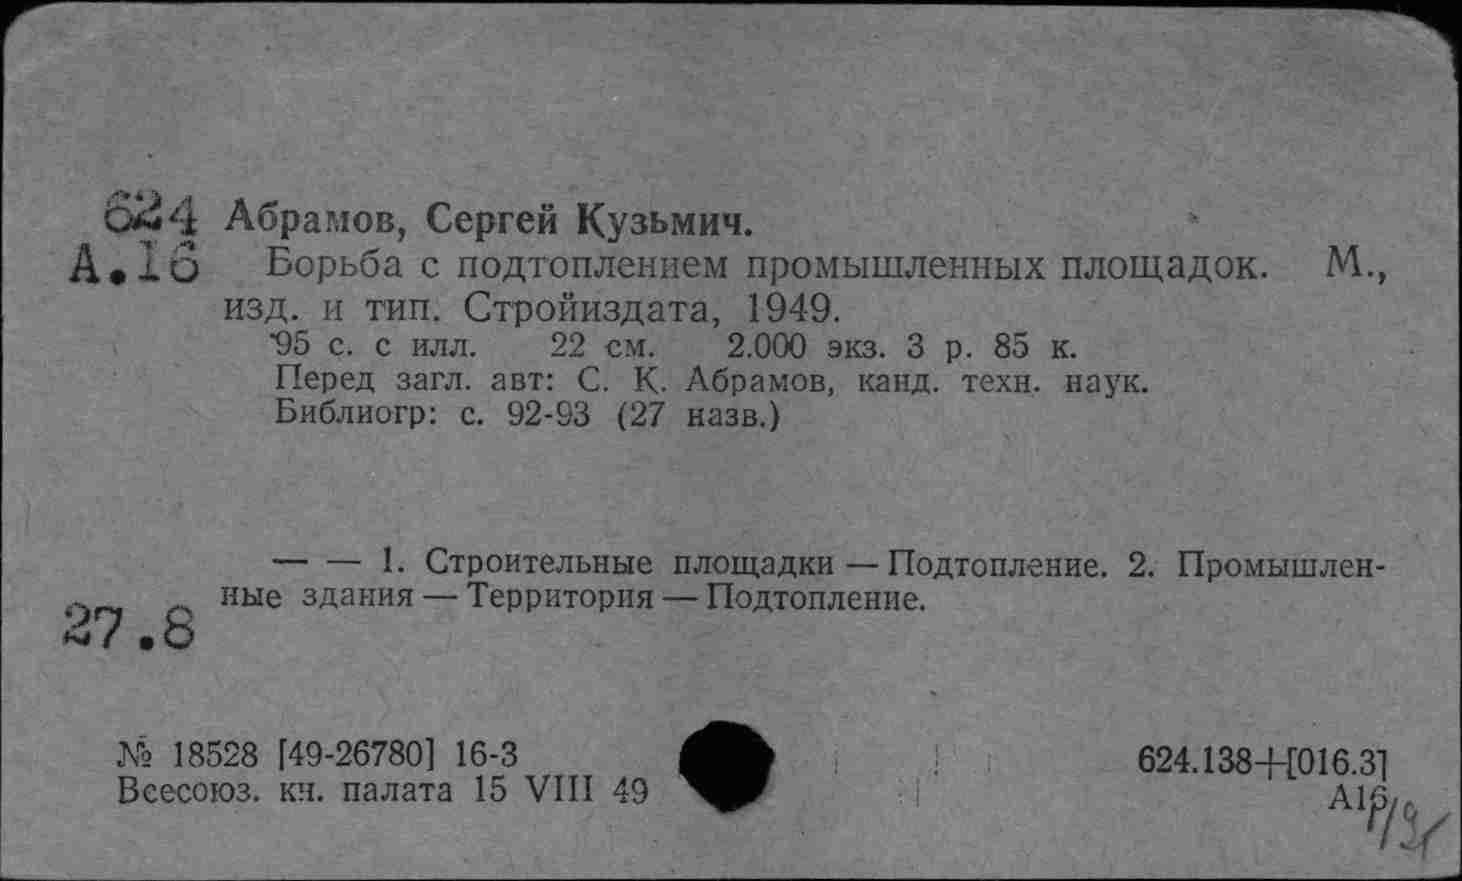 624 Абрамов, Сергей Кузьмич.
А.16 Борьба с подтоплением промышленных площадок. М.,
изд. и тип. Стройиздата, 1949.
95 с. с илл. 22 см. 2.000 экз. 3 р. 85 к.
Перед загл. авт: С. К. Абрамов, канд. техн. наук.
Библиогр: с. 92-93 (27 назв.)
— — 1. Строительные площадки — Подтопление. 2. Промышлен-
ные здания — Территория — Подтопление.
27.8
№ 18528 [49-26780] 16-3
Всесоюз. кн. палата 15 VIII 49
624.138+[016.3]
А16